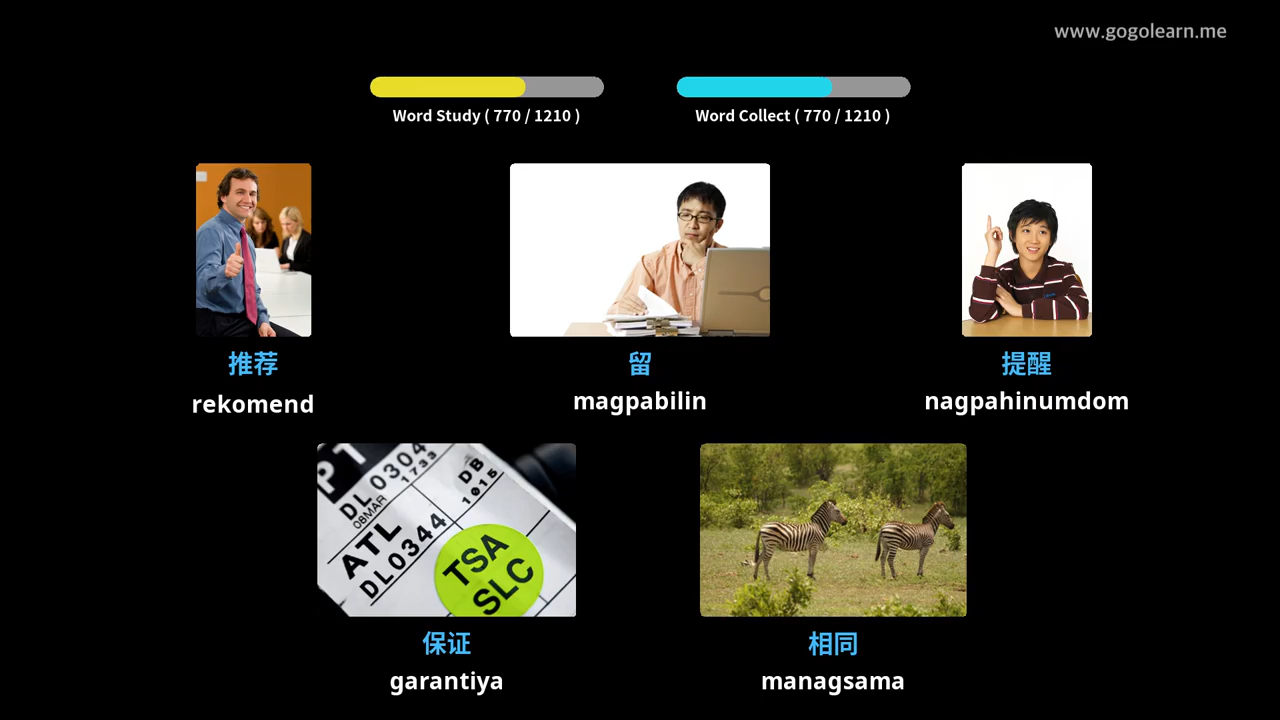 www.gogolearn.me
Word Study ( 770 / 1210 )
Word Collect ( 770 / 1210 )
推荐
rekomend
留
magpabilin
提醒
nagpahinumdom
PT
DL0304
1733
08MAR
DB
1015
ATL
DL0344
TSA
SLC
保证
garantiya
相同
managsama